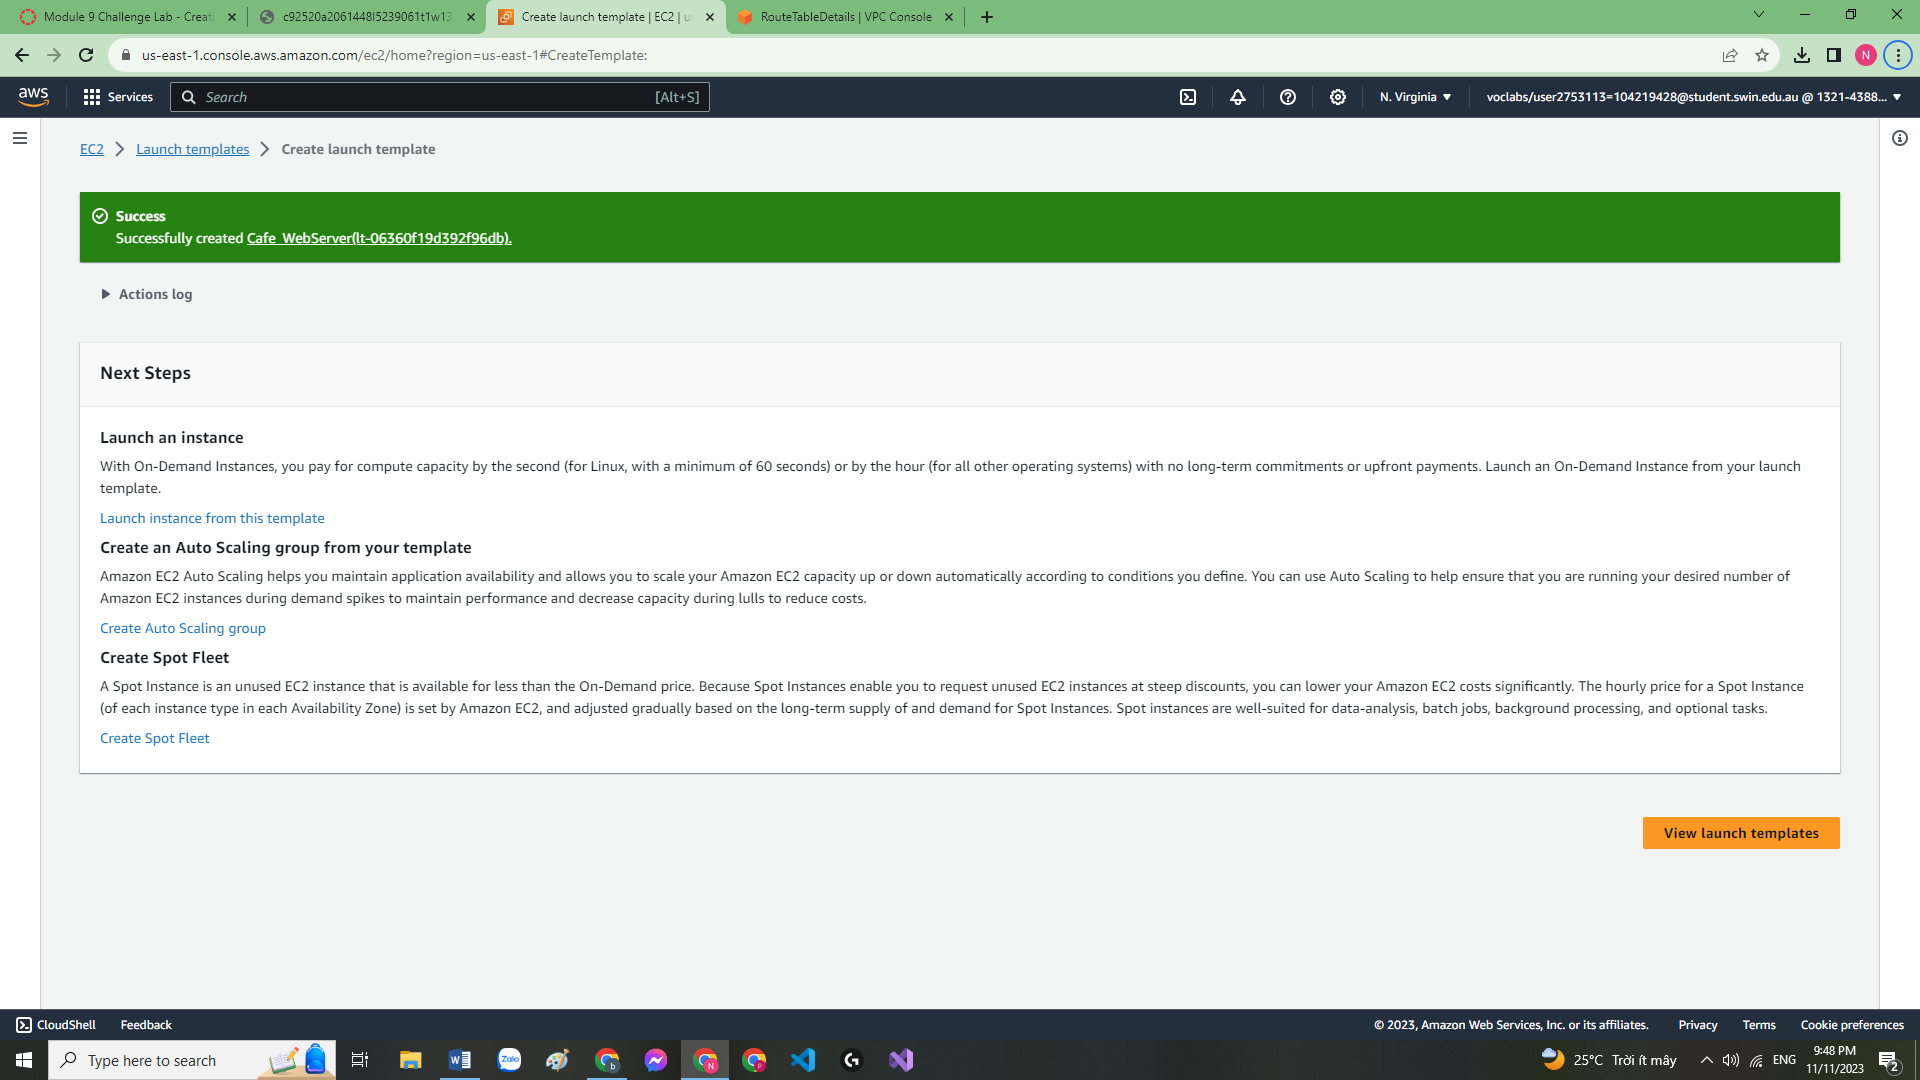 Module 9 Challenge Lab - Creati
c92520a2061448l5239061t1w13
Create launch template | EC2 | us
RouteTableDetails | VPC Console
us-east-1.console.aws.amazon.com/ec2/home?region=us-east-1#CreateTemplate:
N
aws
Services
Search
[Alt+S]
N. Virginia
voclabs/user2753113=104219428@student.swin.edu.au @ 1321-4388...
EC2
Launch templates
Create launch template
Success
Successfully created Cafe_WebServer(lt-06360f19d392f96db).
Actions log
Next Steps
Launch an instance
With On-Demand Instances, you pay for compute capacity by the second (for Linux, with a minimum of 60 seconds) or by the hour (for all other operating systems) with no long-term commitments or upfront payments. Launch an On-Demand Instance from your launch
template.
Launch instance from this template
Create an Auto Scaling group from your template
Amazon EC2 Auto Scaling helps you maintain application availability and allows you to scale your Amazon EC2 capacity up or down automatically according to conditions you define. You can use Auto Scaling to help ensure that you are running your desired number of
Amazon EC2 instances during demand spikes to maintain performance and decrease capacity during lulls to reduce costs.
Create Auto Scaling group
Create Spot Fleet
A Spot Instance is an unused EC2 instance that is available for less than the On-Demand price. Because Spot Instances enable you to request unused EC2 instances at steep discounts, you can lower your Amazon EC2 costs significantly. The hourly price for a Spot Instance
(of each instance type in each Availability Zone) is set by Amazon EC2, and adjusted gradually based on the long-term supply of and demand for Spot Instances. Spot instances are well-suited for data-analysis, batch jobs, background processing, and optional tasks.
Create Spot Fleet
View launch templates
CloudShell
Feedback
© 2023, Amazon Web Services, Inc. or its affiliates.
Privacy
Terms
Cookie preferences
Type here to search
Zalo
25°C Trời ít mây
ENG
9:48 PM
11/11/2023
2